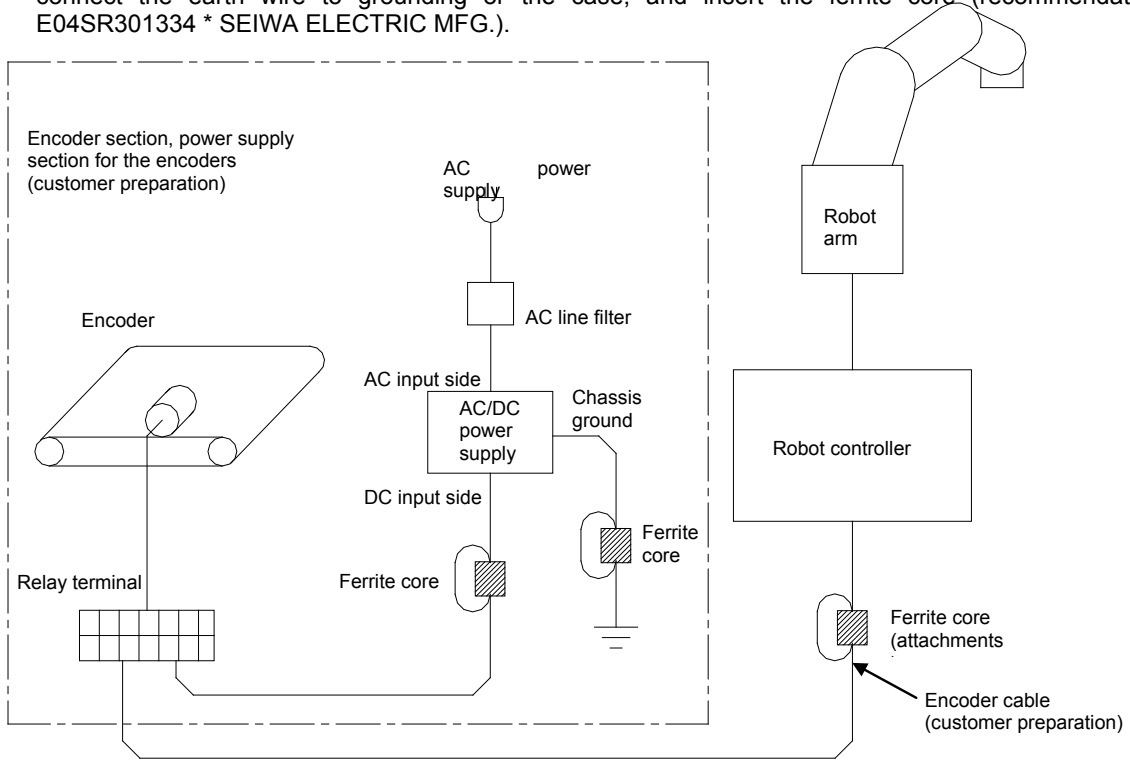 connect the earth wire to grounding of the case, and insert the ferrite core (recommendat
E04SR301334 * SEIWA ELECTRIC MFG.).
Encoder section, power supply
section for the encoders
(customer preparation)
AC power
supply
Robot
arm
AC line filter
Encoder
AC input side
AC/DC
power
supply
Chassis
ground
Robot controller
DC input side
Ferrite
core
Relay terminal
Ferrite core
Ferrite core
(attachments
Encoder cable
(customer preparation)